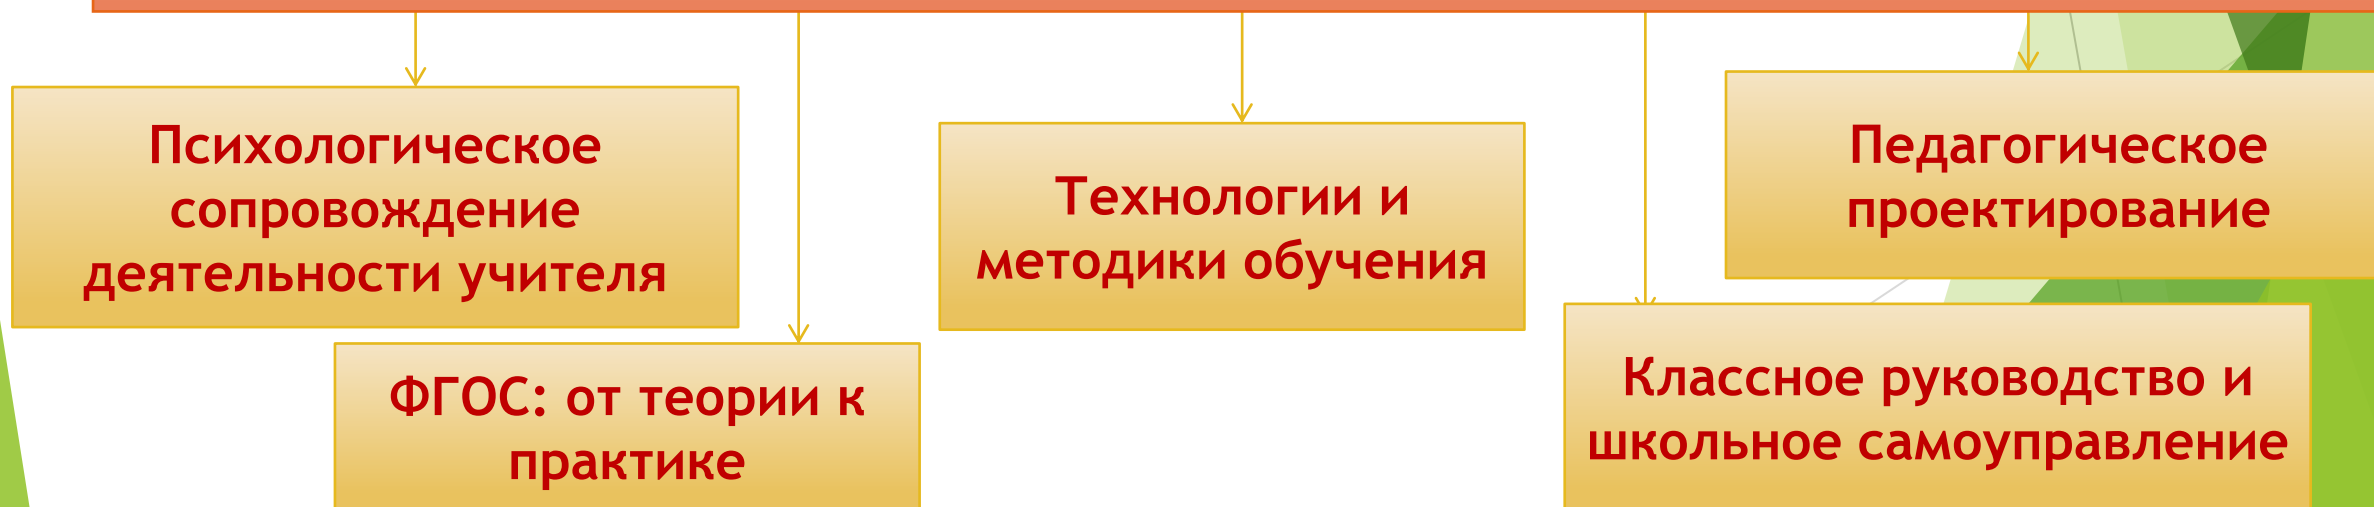 Психологическое
сопровождение
деятельности учителя
ФГОС: от теории к
практике
Технологии и
методики обучения
Педагогическое
проектирование
Классное руководство и
школьное самоуправление